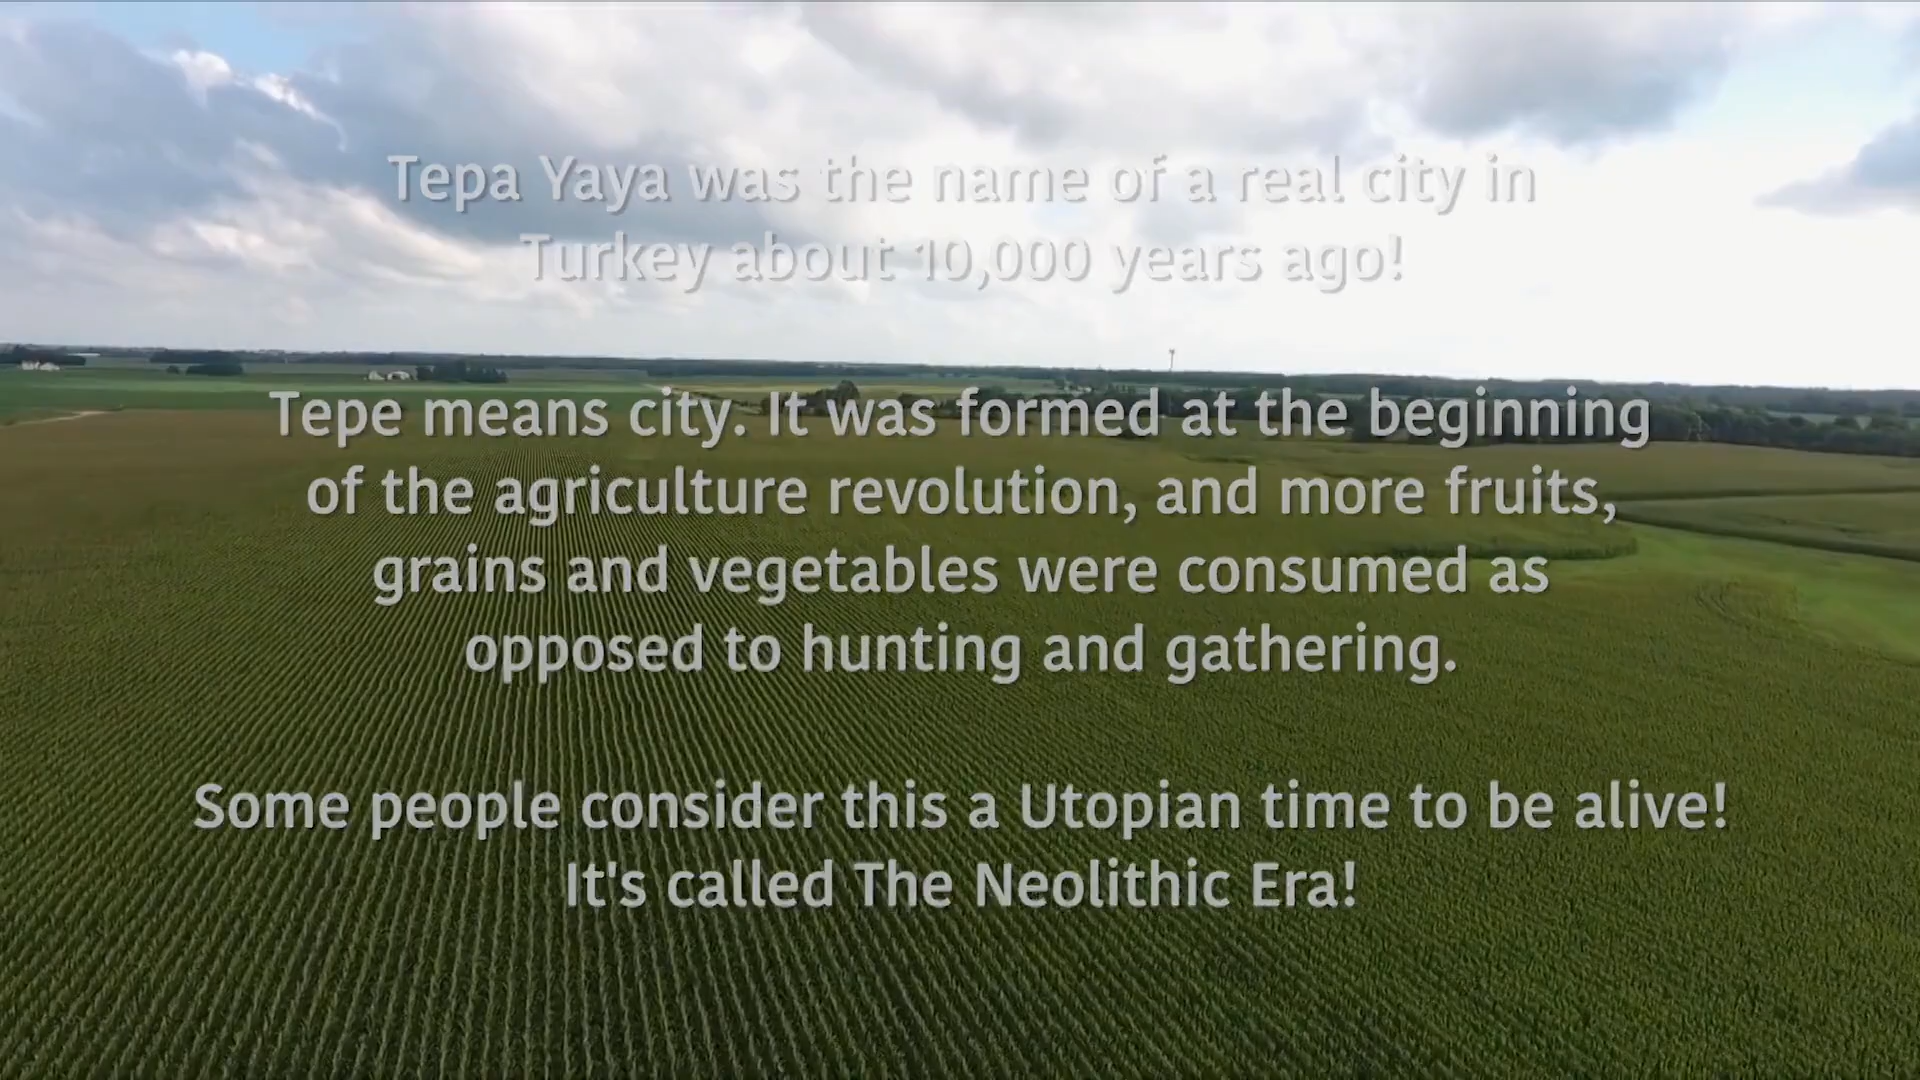 Tepa Yaya was the name of a real city in
Turkey about 10,000 years ago!
Tepe means city. It was formed at the beginning
of the agriculture revolution, and more fruits,
grains and vegetables were consumed as
opposed to hunting and gathering.
Some people consider this a Utopian time to be alive!
It's called The Neolithic Era!